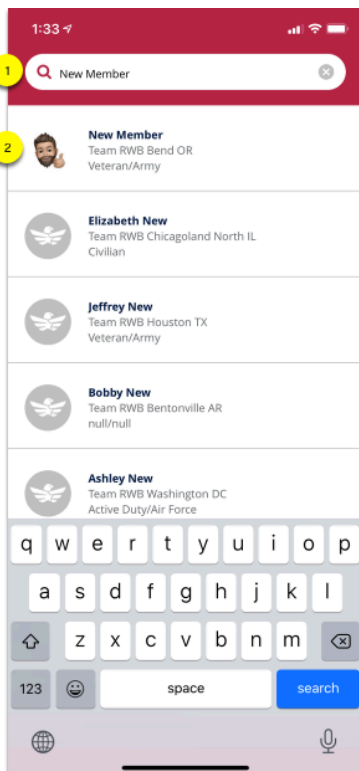 1:33
1
New Member
2
New Member
Team RWB Bend OR
Veteran/Army
Elizabeth New
Team RWB Chicagoland North IL
Civilian
Jeffrey New
Team RWB Houston TX
Veteran/Army
Bobby New
Team RWB Bentonville AR
null/null
Ashley New
Team RWB Washington DC
Active Duty/Air Force
q w e r t y u i o p
a s d f g h j k l
z x c v b n m
123 space search